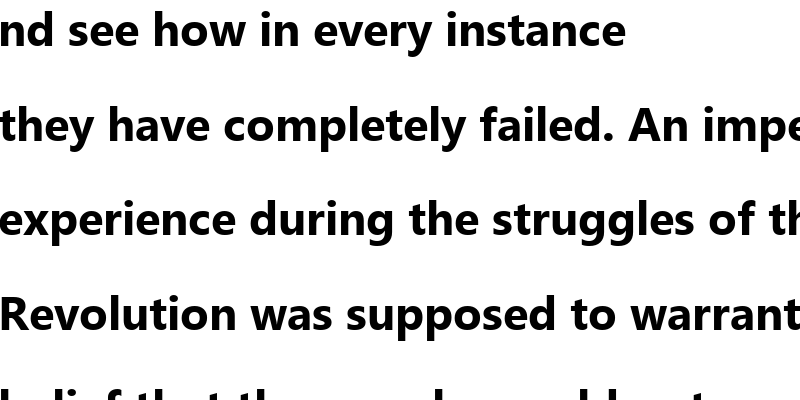 nd see how in every instance
they have completely failed. An impe
experience during the struggles of th
Revolution was supposed to warrant